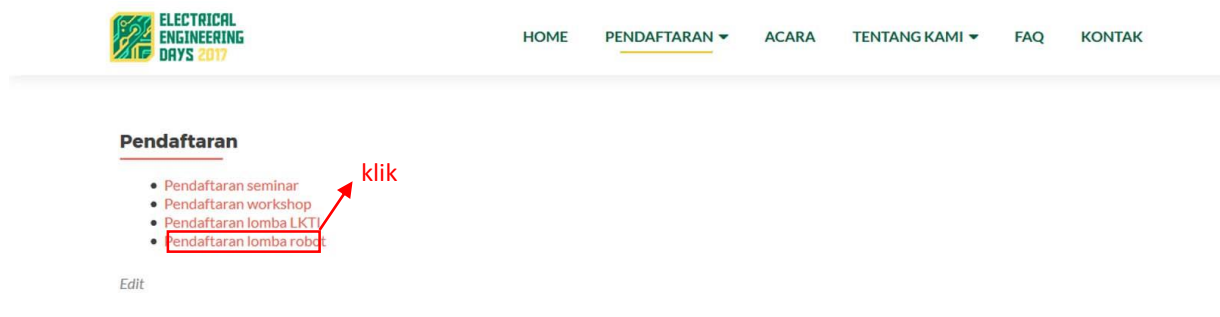 ELECTRICAL
ENGINEERING
DAYS 2017
HOME PENDAFTARAN ACARA TENTANG KAMI FAQ KONTAK
Pendaftaran
klik
Pendaftaran seminar
Pendaftaran workshop
Pendaftaran lomba LKTI
Pendaftaran lomba robot
Edit